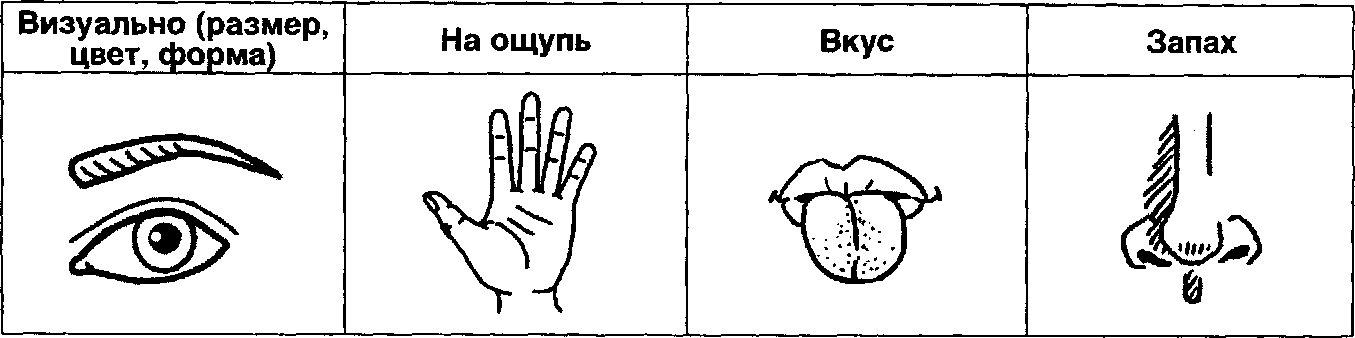 Визуально (размер,
цвет, форма)
На ощупь
Вкус
Запах